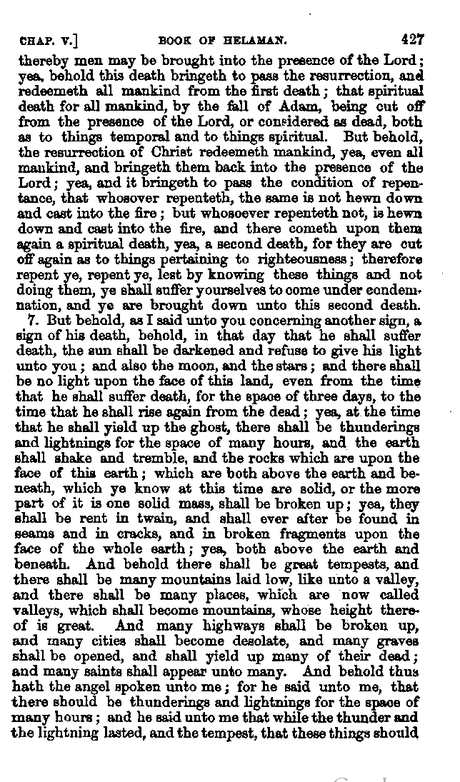 CHAP. V.] BOOK OF HELAMAN. 427
thereby men may be brought into the presence of the Lord;
yea, behold this death bringeth to pass the resurrection, and
redeemeth all mankind from the first death; that spiritual
death for all mankind, by the fall of Adam, being cut off
from the presence of the Lord, or considered as dead, both
as to things temporal and to things spiritual. But behold,
the resurrection of Christ redeemeth mankind, yea, even all
mankind, and bringeth them back into the presence of the
Lord; yea, and it bringeth to pass the condition of repen-
tance, that whosover repenteth, the same is not hewn down
and cast into the fire; but whosoever repenteth not, is hewn
down and cast into the fire, and there cometh upon them
again a spiritual death, yea, a second death, for they are cut
off again as to things pertaining to righteousness; therefore
repent ye, repent ye, lest by knowing these things and not
doing them, ye shall suffer yourselves to come under condem-
nation, and ye are brought down unto this second death.
7. But behold, as I said unto you concerning another sign, a
sign of his death, behold, in that day that he shall suffer
death, the sun shall be darkened and refuse to give his light
unto you; and also the moon, and the stars; and there shall
be no light upon the face of this land, even from the time
that he shall suffer death, for the space of three days, to the
time that he shall rise again from the dead; yea, at the time
that he shall yield up the ghost, there shall be thunderings
and lightnings for the space of many hours, and the earth
shall shake and tremble, and the rocks which are upon the
face of this earth; which are both above the earth and be-
neath, which ye know at this time are solid, or the more
part of it is one solid mass, shall be broken up; yea, they
shall be rent in twain, and shall ever after be found in
seams and in cracks, and in broken fragments upon the
face of the whole earth; yea, both above the earth and
beneath. And behold there shall be great tempests, and
there shall be many mountains laid low, like unto a valley,
and there shall be many places, which are now called
valleys, which shall become mountains, whose height there-
of is great. And many highways shall be broken up,
and many cities shall become desolate, and many graves
shall be opened, and shall yield up many of their dead;
and many saints shall appear unto many. And behold thus
hath the angel spoken unto me; for he said unto me, that
there should be thunderings and lightnings for the space of
many hours; and he said unto me that while the thunder and
the lightning lasted, and the tempest, that these things should